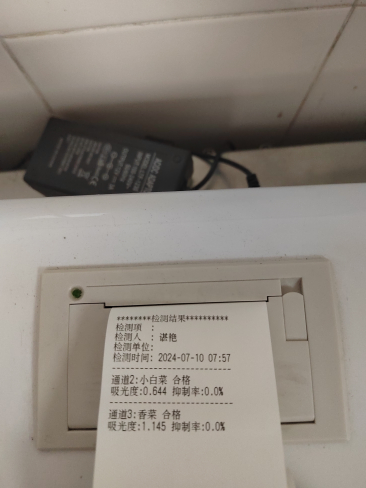 ********检测结果**********
检测项 :
检测人 : 谌艳
检测单位:
检测时间: 2024-07-10 07:57
通道2:小白菜 合格
吸光度:0.644 抑制率:0.0%
通道3:香菜 合格
吸光度:1.145 抑制率:0.0%